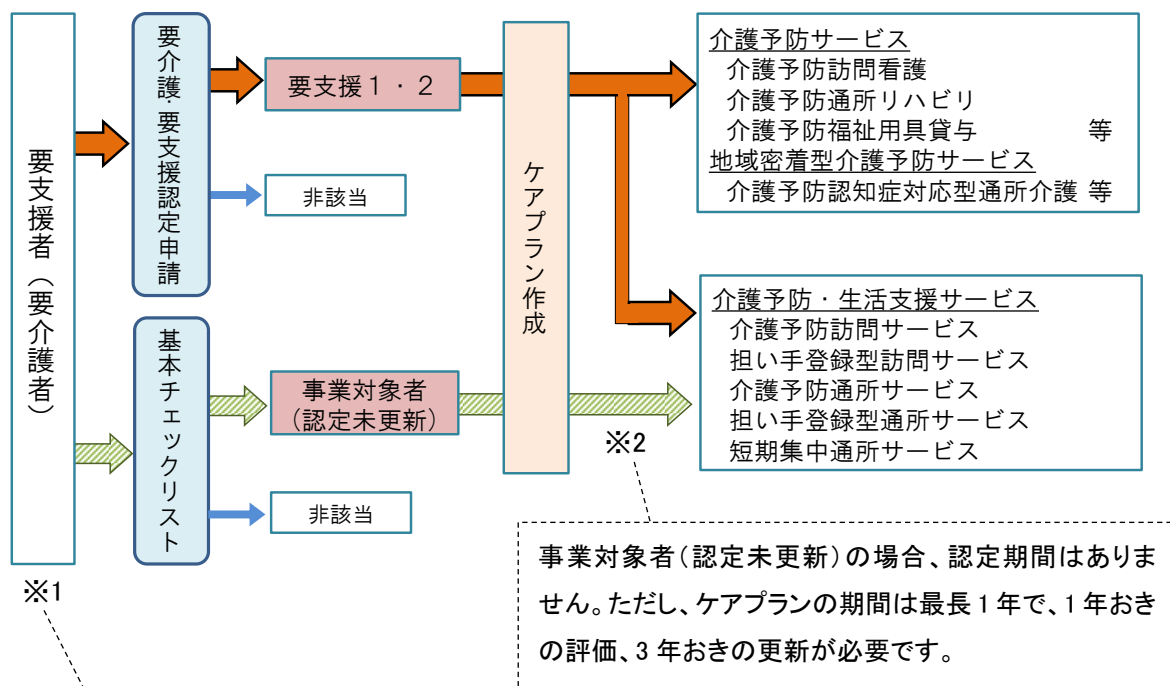 要支援者（要介護者）
要介護・要支援認定申請
要支援１・２
非該当
基本チェックリスト
事業対象者
（認定未更新）
非該当
ケアプラン作成
介護予防サービス
介護予防訪問看護
介護予防通所リハビリ
介護予防福祉用具貸与 等
地域密着型介護予防サービス
介護予防認知症対応型通所介護 等
介護予防・生活支援サービス
介護予防訪問サービス
担い手登録型訪問サービス
介護予防通所サービス
担い手登録型通所サービス
短期集中通所サービス
※1
※2
事業対象者（認定未更新）の場合、認定期間はありま
せん。ただし、ケアプランの期間は最長１年で、１年おき
の評価、３年おきの更新が必要です。